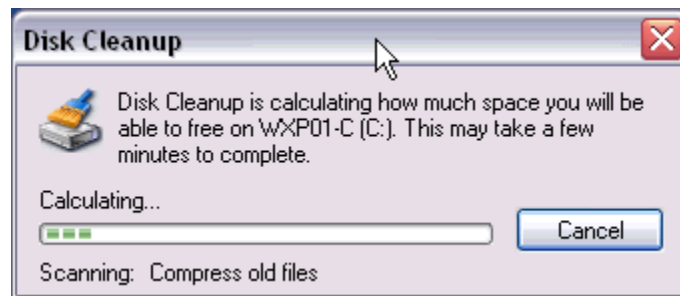 Disk Cleanup
Disk Cleanup is calculating how much space you will be
able to free on WXP01-C (C:). This may take a few
minutes to complete.
Calculating...
Cancel
Scanning: Compress old files